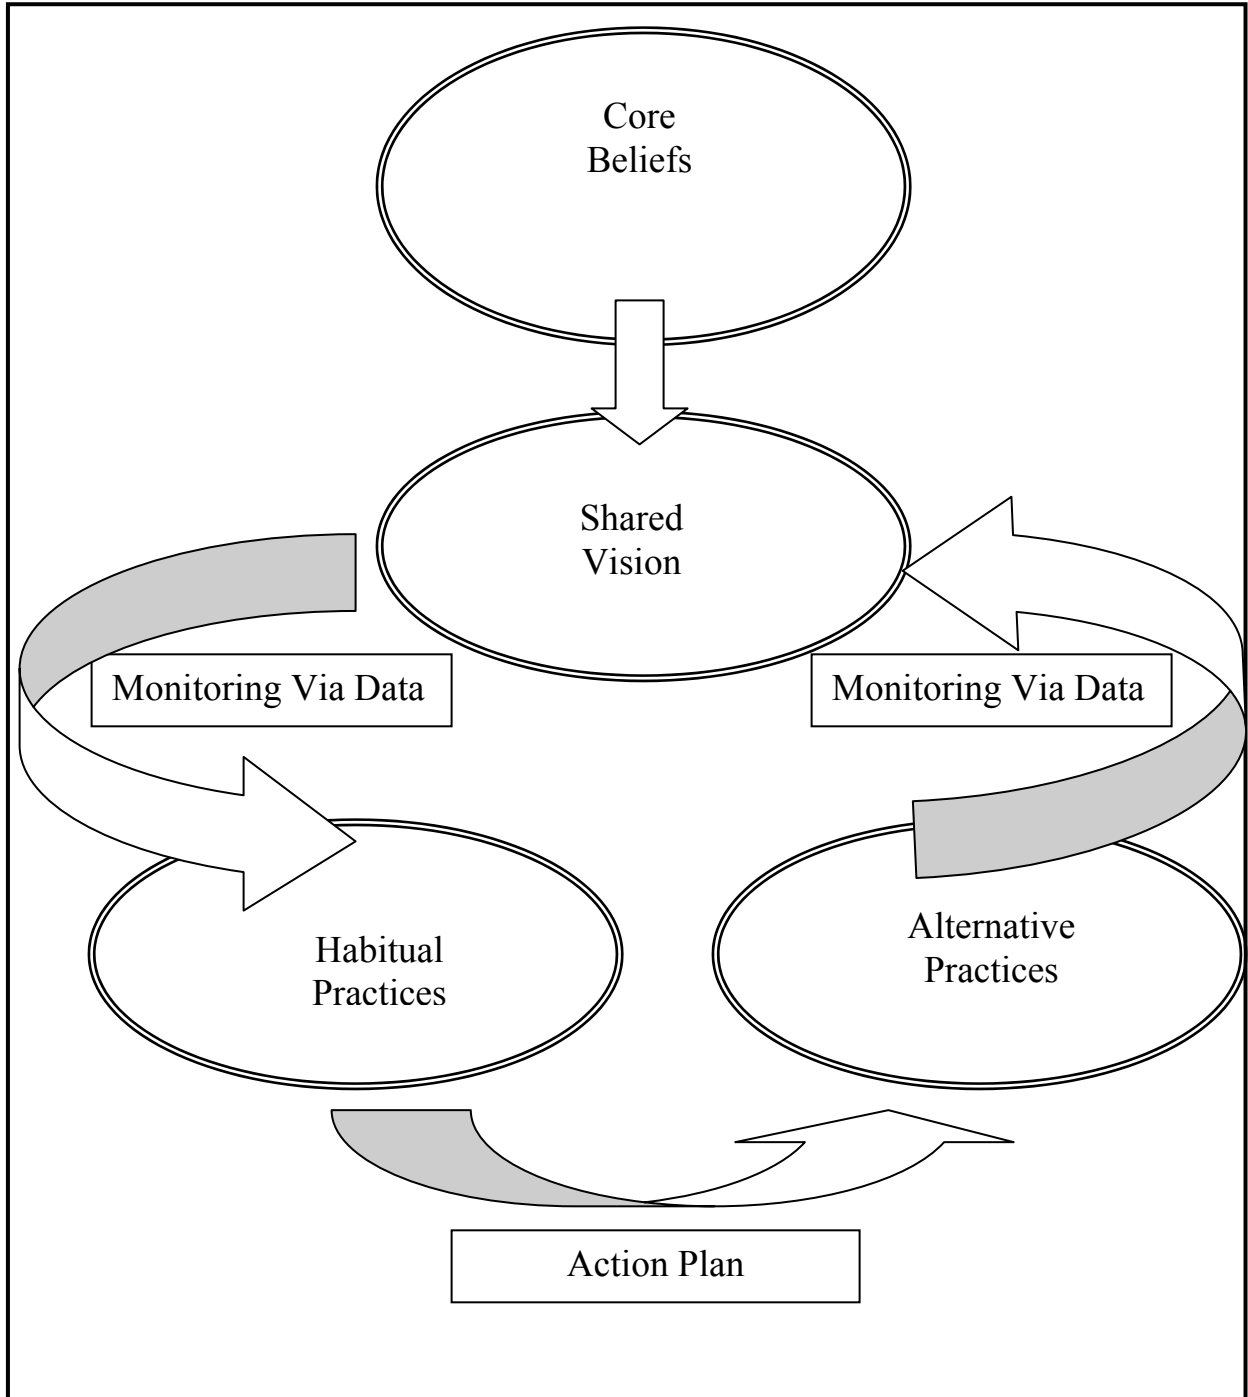 Core
Beliefs
Shared
Vision
Monitoring Via Data
Monitoring Via Data
Habitual
Practices
Alternative
Practices
Action Plan